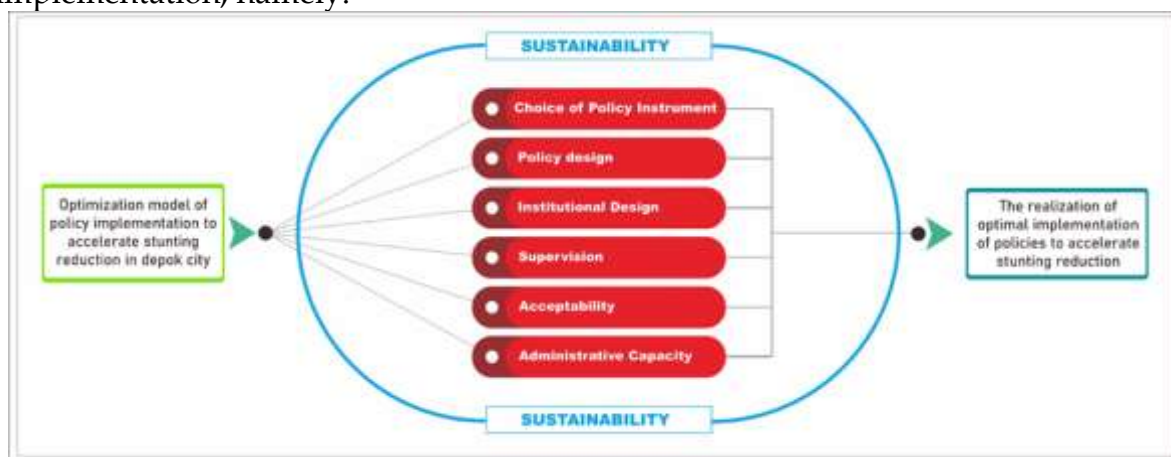 implementation, namely:
SUSTAINABILITY
Choice of Policy Instrument
Policy design
Institutional Design
Supervision
Acceptability
Administrative Capacity
Optimization model of
policy implementation to
accelerate stunting
reduction in depok city
The realization of
optimal implementation
of policies to accelerate
stunting reduction
SUSTAINABILITY